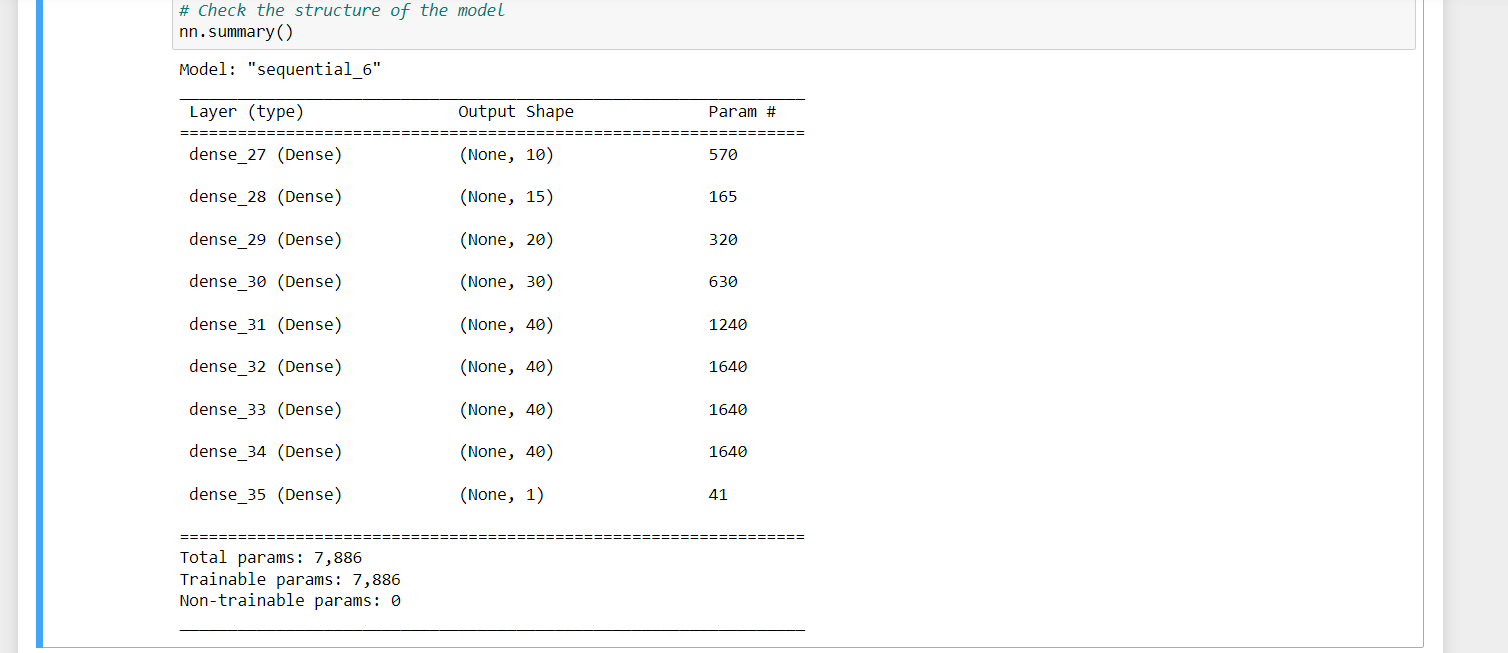 # Check the structure of the model
nn.summary()
Model: "sequential_6"
_________________________________________________________________
Layer (type) Output Shape Param #
=================================================================
dense_27 (Dense) (None, 10) 570
dense_28 (Dense) (None, 15) 165
dense_29 (Dense) (None, 20) 320
dense_30 (Dense) (None, 30) 630
dense_31 (Dense) (None, 40) 1240
dense_32 (Dense) (None, 40) 1640
dense_33 (Dense) (None, 40) 1640
dense_34 (Dense) (None, 40) 1640
dense_35 (Dense) (None, 1) 41
=================================================================
Total params: 7,886
Trainable params: 7,886
Non-trainable params: 0
_________________________________________________________________